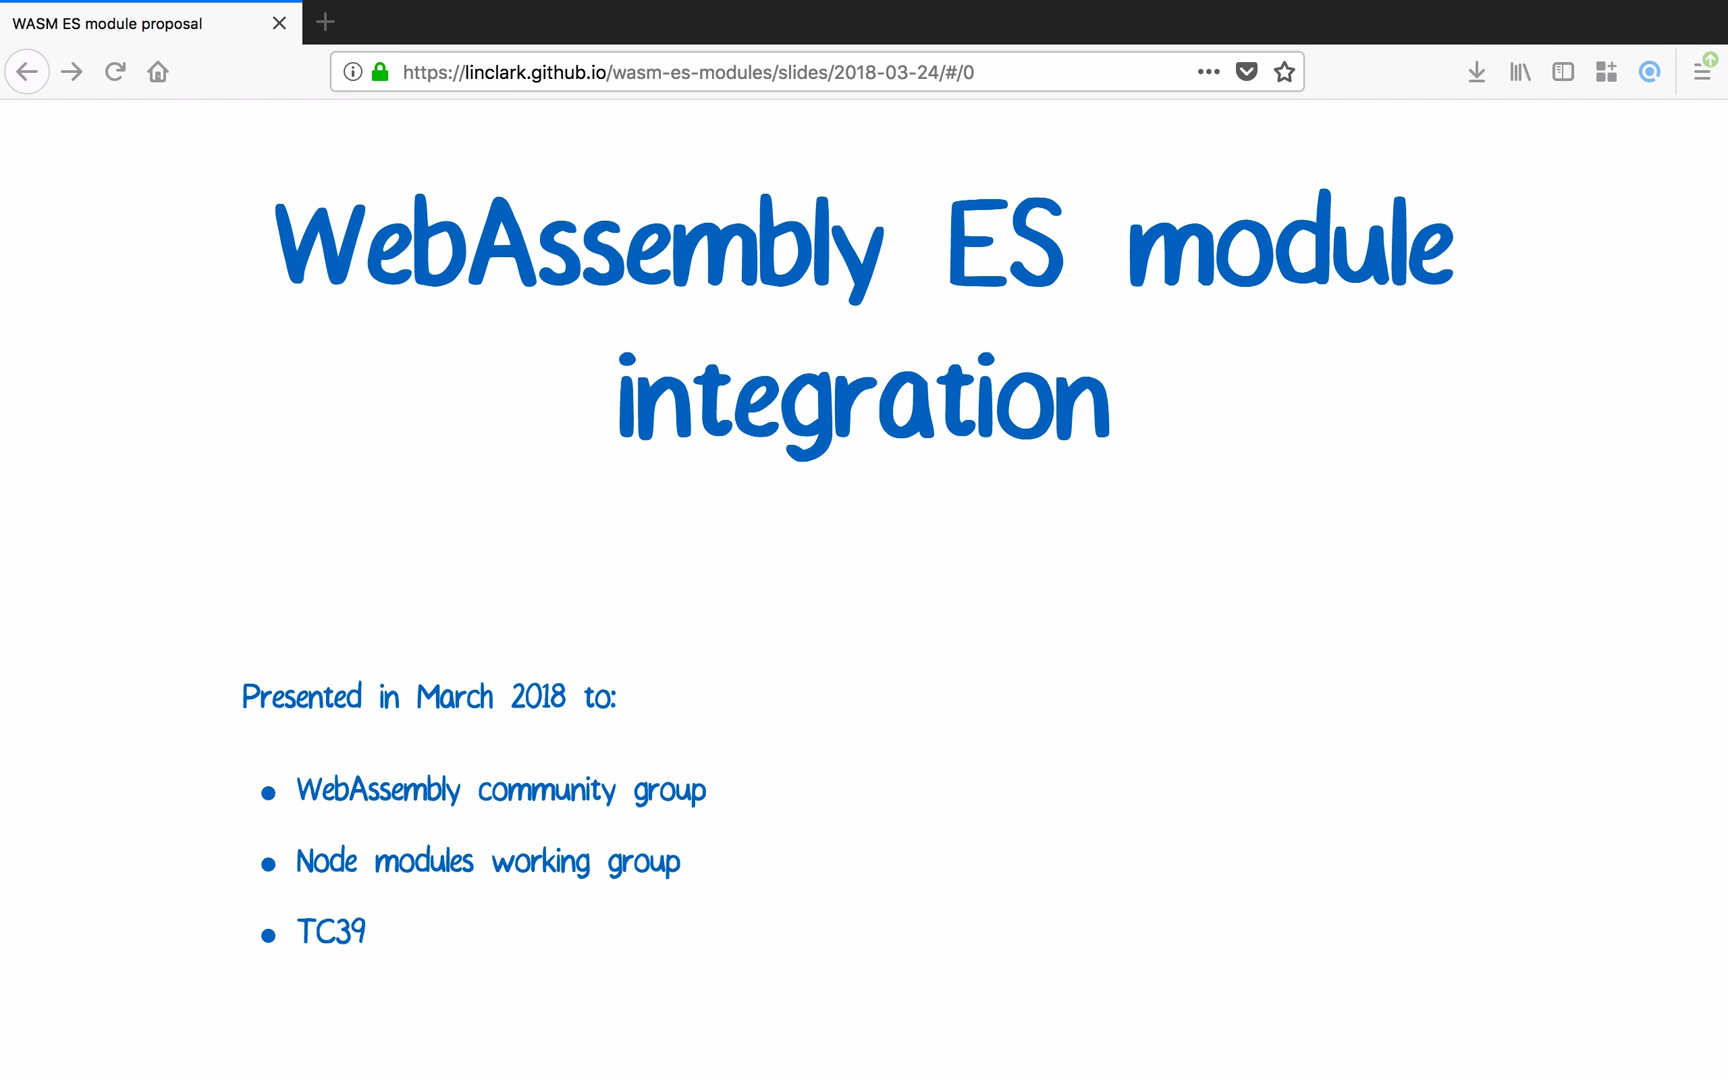 WASM ES module proposal
https://linclark.github.io/wasm-es-modules/slides/2018-03-24/#/0
WebAssembly ES module
integration
Presented in March 2018 to:
WebAssembly community group
Node modules working group
TC39